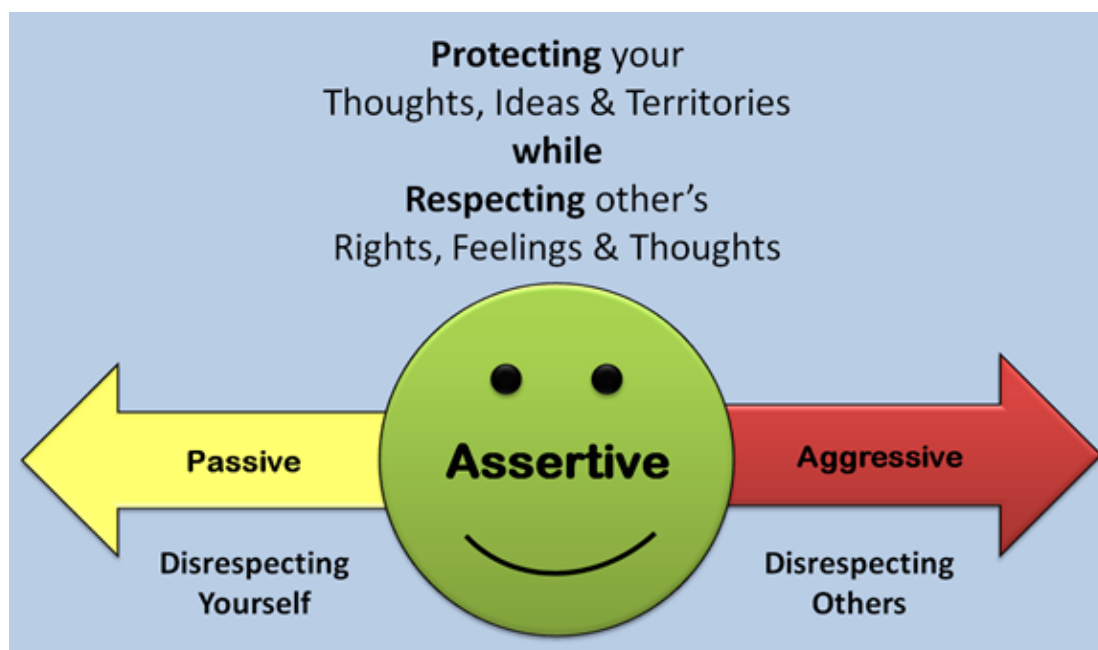 Protecting your
Thoughts, Ideas & Territories
while
Respecting other’s
Rights, Feelings & Thoughts
Passive
Assertive
Aggressive
Disrespecting
Yourself
Disrespecting
Others